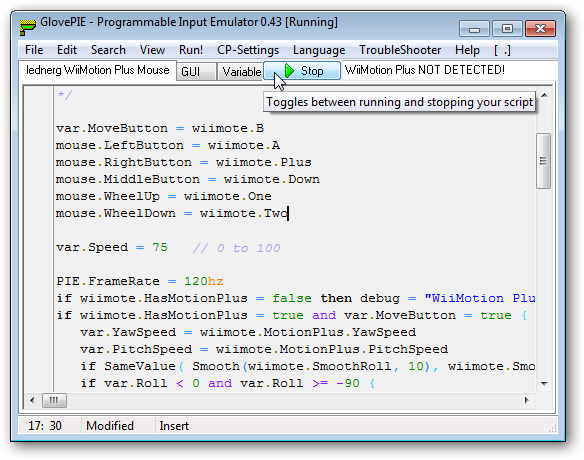 GlovePIE - Programmable Input Emulator 0.43 [Running]
File Edit Search View Run! CP-Settings Language TroubleShooter Help [ .]
lednerg WiiMotion Plus Mouse GUI Variable Stop WiiMotion Plus NOT DETECTED!
Toggles between running and stopping your script
*/
var.MoveButton = wiimote.B
mouse.LeftButton = wiimote.A
mouse.RightButton = wiimote.Plus
mouse.MiddleButton = wiimote.Down
mouse.WheelUp = wiimote.One
mouse.WheelDown = wiimote.Two
var.Speed = 75 // 0 to 100
PIE.FrameRate = 120hz
if wiimote.HasMotionPlus = false then debug = "WiiMotion Plu
if wiimote.HasMotionPlus = true and var.MoveButton = true {
var.YawSpeed = wiimote.MotionPlus.YawSpeed
var.PitchSpeed = wiimote.MotionPlus.PitchSpeed
if SameValue( Smooth(wiimote.SmoothRoll, 10), wiimote.Smo
if var.Roll < 0 and var.Roll >= -90 {
17: 30 Modified Insert